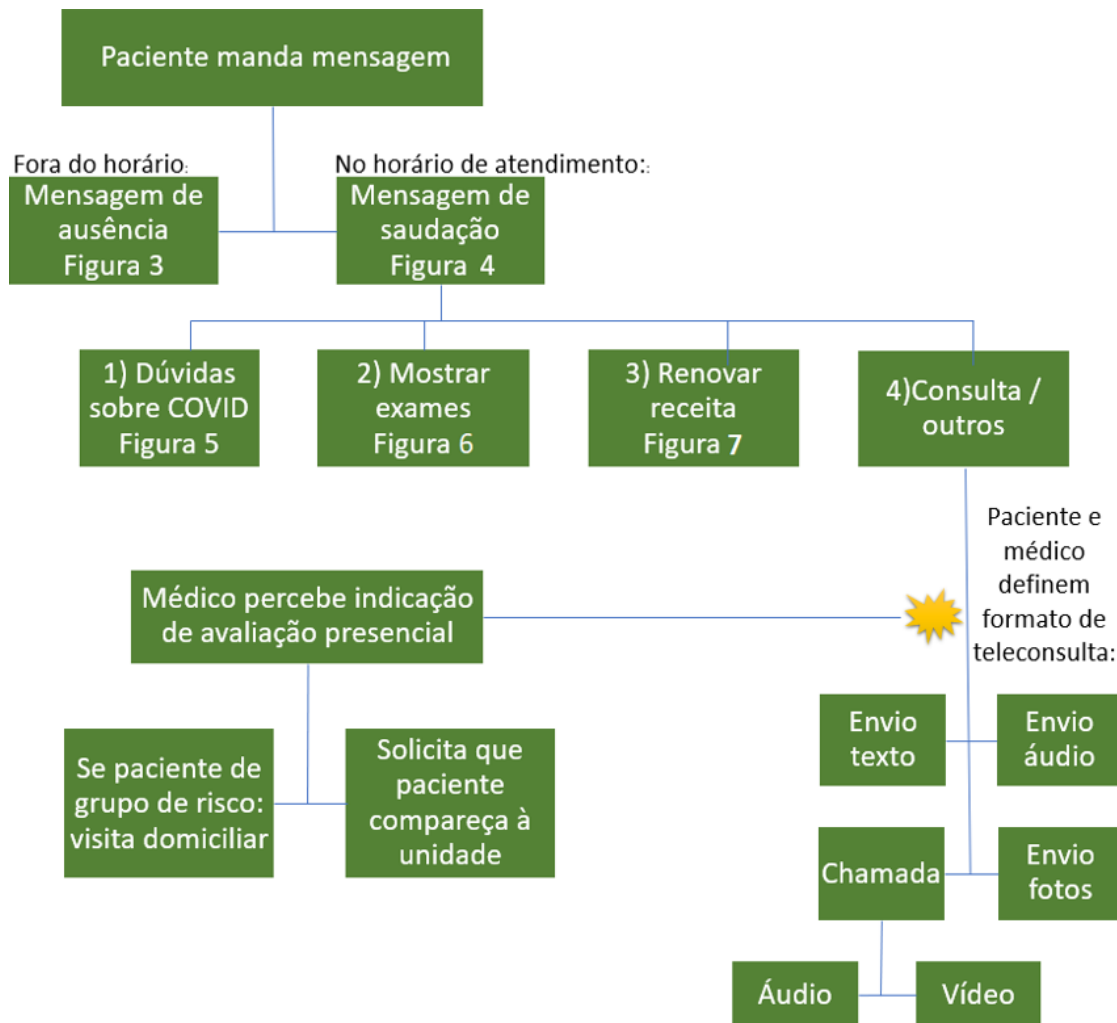 Paciente manda mensagem
Fora do horário:
No horário de atendimento::
Mensagem de
ausência
Figura 3
Mensagem de
saudação
Figura 4
1) Dúvidas
sobre COVID
Figura 5
2) Mostrar
exames
Figura 6
3) Renovar
receita
Figura 7
4)Consulta /
outros
Paciente e
médico
definem
formato de
teleconsulta:
Médico percebe indicação
de avaliação presencial
Se paciente de
grupo de risco:
visita domiciliar
Solicita que
paciente
compareça à
unidade
Envio
texto
Envio
áudio
Chamada
Envio
fotos
Áudio
Vídeo